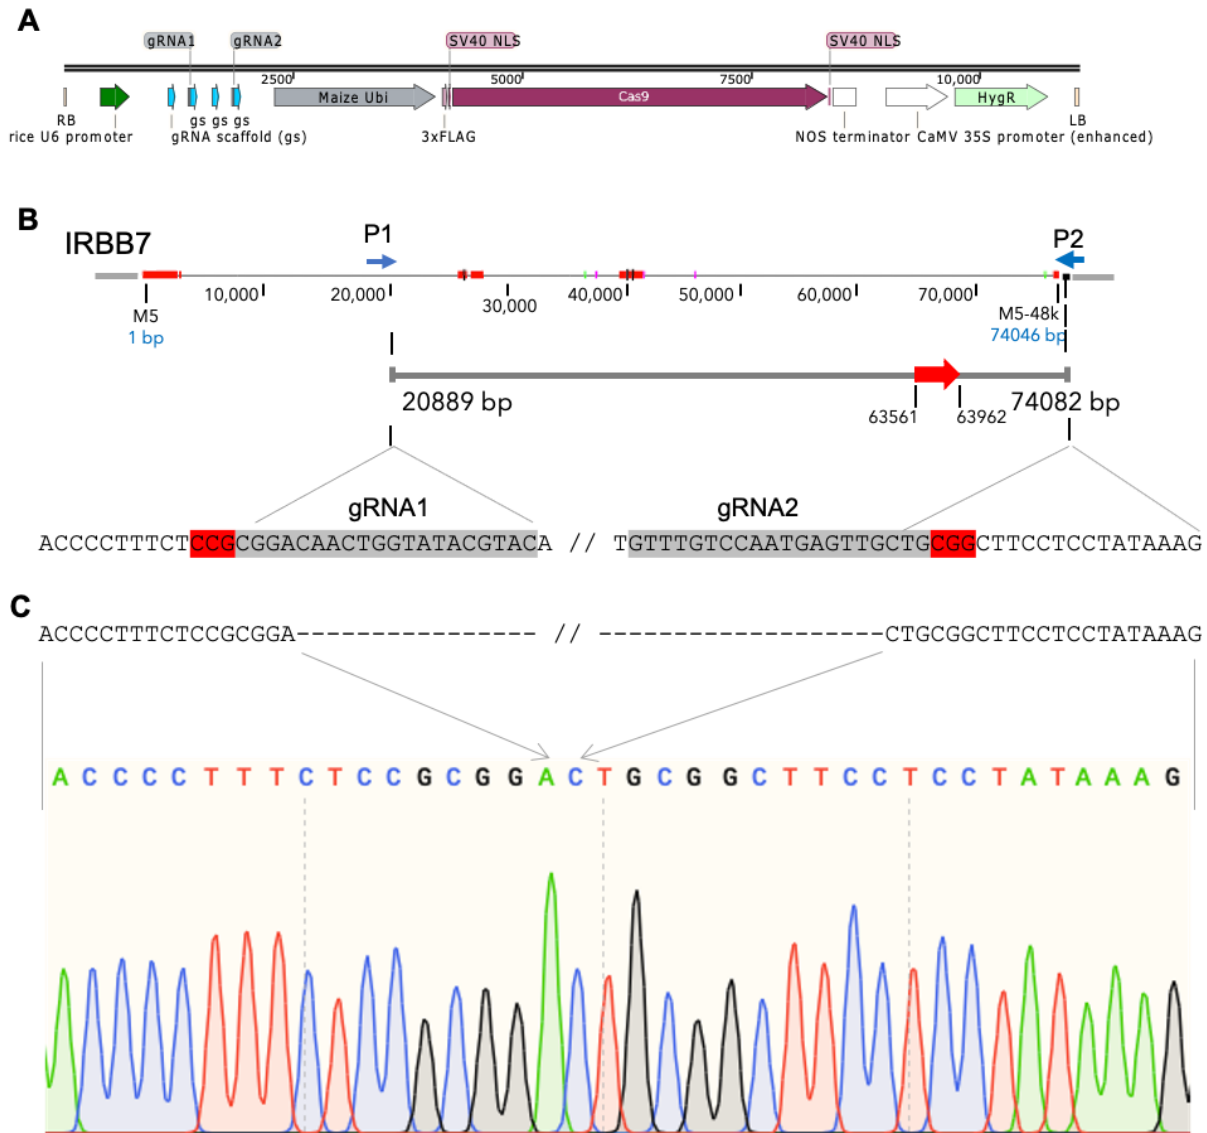 A
gRNA1 gRNA2 SV40 NLS SV40 NLS
2500 5000 7500 10,000
Maize Ubi Cas9 HygR
RB gs gs gs LB
rice U6 promoter gRNA scaffold (gs) 3xFLAG NOS terminator CaMV 35S promoter (enhanced)
B
IRBB7 P1 P2
10,000 20,000 30,000 40,000 50,000 60,000 70,000
M5 M5-48k
1 bp 74046 bp
20889 bp 63561 63962 74082 bp
gRNA1 gRNA2
ACCCCTTTCTCCGCGGACAACTGGTATACGTACA // TGTTTGTCCAATGAGTTGCTGCGGCTTCCTCCTATAAAG
C
ACCCCTTTCTCCGCGGA---------------- // -------------------CTGCGGCTTCCTCCTATAAAG
A C C C C T T T C T C C G C G G A C T G C G G C T T C C T C C T A T A A A G